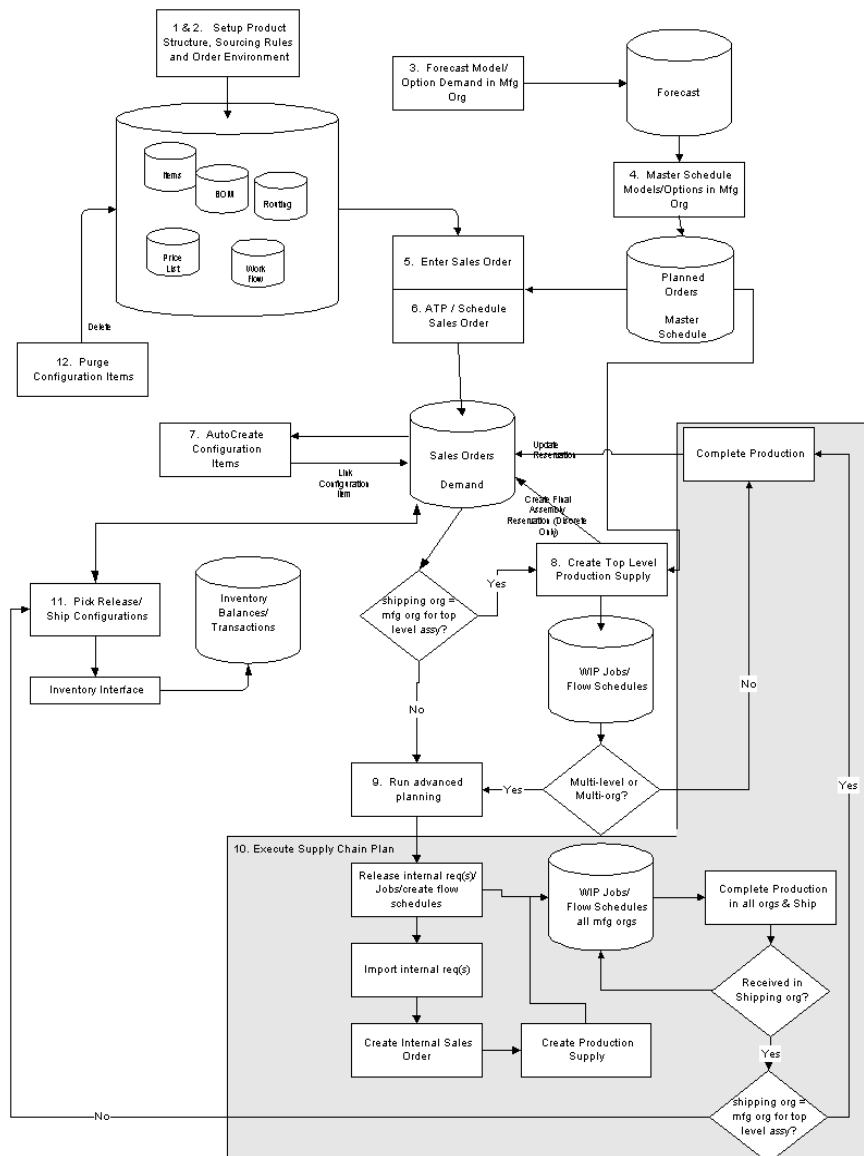 1 & 2. Setup Product
Structure, Sourcing Rules
and Order Environment
3. Forecast Model/
Option Demand in Mfg
Org
Forecast
Items
BOM
Routing
Price
List
Work
Flow
4. Master Schedule
Models/Options in Mfg
Org
5. Enter Sales Order
6. ATP / Schedule
Sales Order
Planned
Orders
Master
Schedule
Delete
12. Purge
Configuration Items
7. AutoCreate
Configuration
Items
Link
Configuration
Item
Sales Orders
Demand
Update
Reservation
Complete Production
Create Final
Assembly
Reservation (Discrete
Only)
8. Create Top Level
Production Supply
Yes
shipping org =
mfg org for top
level assy?
11. Pick Release/
Ship Configurations
Inventory
Balances/
Transactions
Inventory Interface
WIP Jobs/
Flow Schedules
No
No
9. Run advanced
planning
Yes
Multi-level or
Multi-org?
Yes
10. Execute Supply Chain Plan
Release internal req(s)/
Jobs/create flow
schedules
WIP Jobs/
Flow Schedules
all mfg orgs
Complete Production
in all orgs & Ship
Import internal req(s)
Received in
Shipping org?
Create Internal Sales
Order
Create Production
Supply
Yes
No
shipping org =
mfg org for top
level assy?